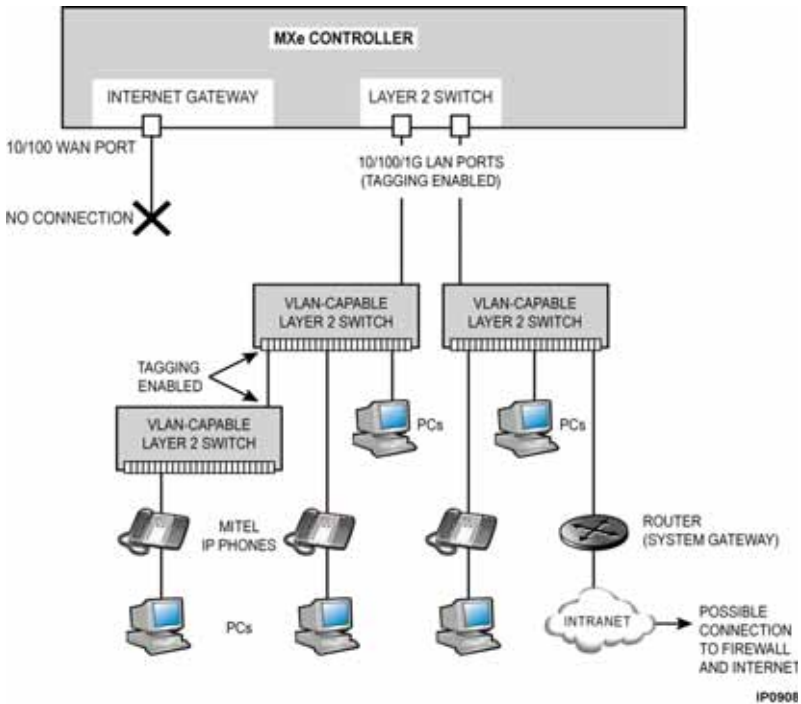 MXe CONTROLLER
INTERNET GATEWAY
LAYER 2 SWITCH
10/100 WAN PORT
10/100/1G LAN PORTS
(TAGGING ENABLED)
NO CONNECTION
VLAN-CAPABLE
LAYER 2 SWITCH
VLAN-CAPABLE
LAYER 2 SWITCH
TAGGING
ENABLED
VLAN-CAPABLE
LAYER 2 SWITCH
PCs
PCs
MITEL
IP PHONES
ROUTER
(SYSTEM GATEWAY)
PCs
INTRANET
POSSIBLE
CONNECTION
TO FIREWALL
AND INTERNET
IP0908